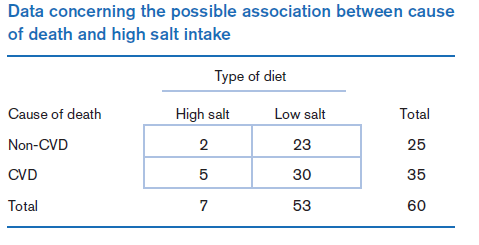 Data concerning the possible association between cause
of death and high salt intake
Type of diet
Cause of death High salt Low salt Total
Non-CVD 2 23 25
CVD 5 30 35
Total 7 53 60